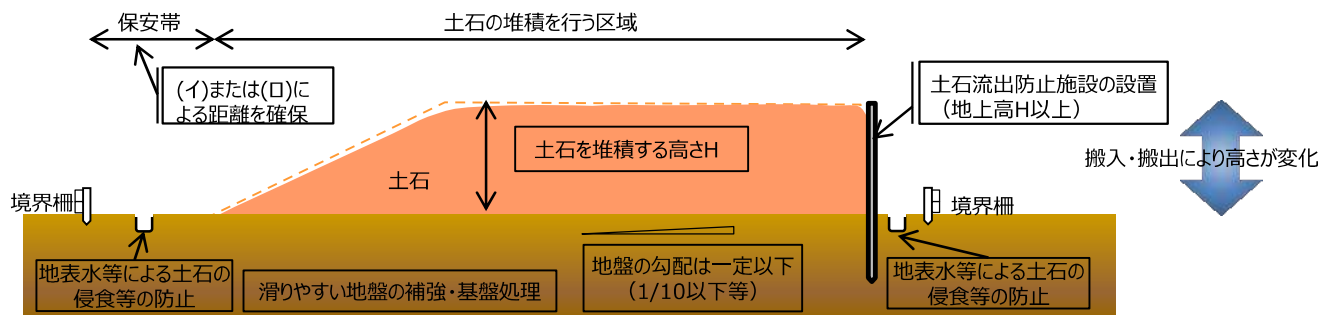 保安帯
土石の堆積を行う区域
(イ)または(ロ)に
よる距離を確保
土石流出防止施設の設置
（地上高H以上）
土石を堆積する高さH
搬入・搬出により高さが変化
土石
境界柵
境界柵
地表水等による土石の
侵食等の防止
滑りやすい地盤の補強・基盤処理
地盤の勾配は一定以下
（1/10以下等）
地表水等による土石の
侵食等の防止